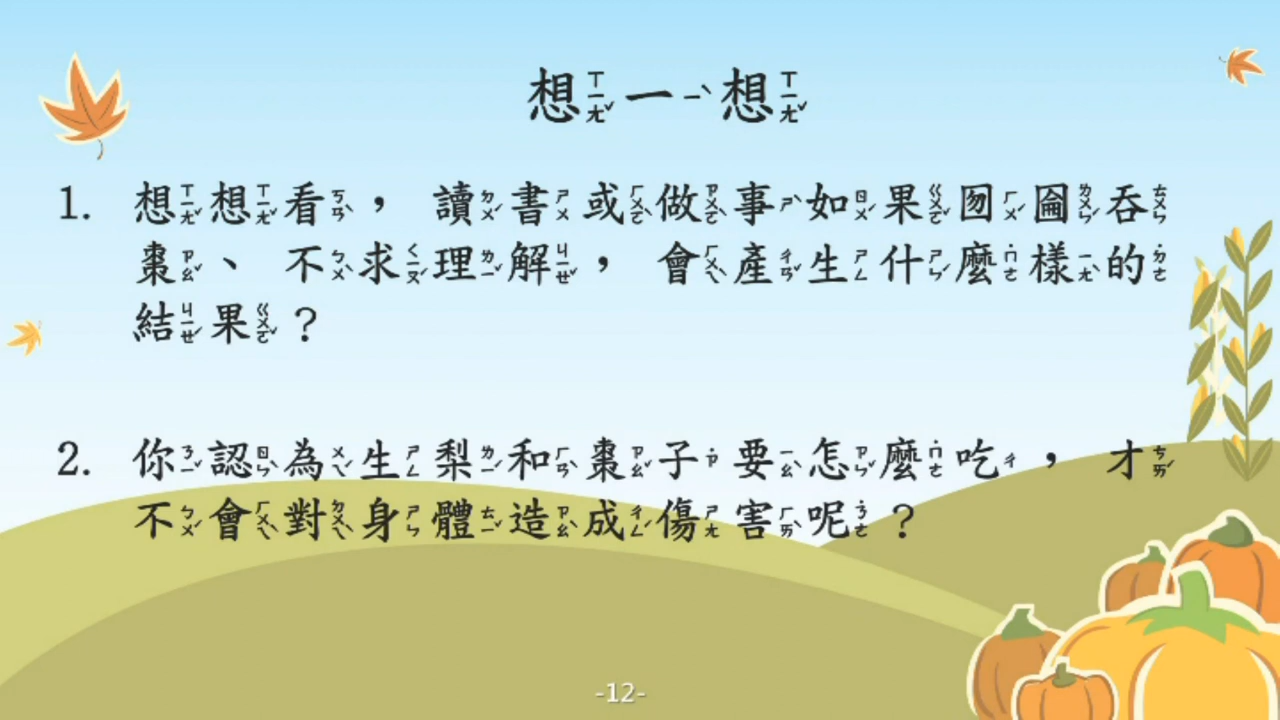 想一想
1. 想想看，讀書或做事如果囫圇吞
棗、不求理解，會產生什麼樣的
結果？
2. 你認為生梨和棗子要怎麼吃，才
不會對身體造成傷害呢？
-12-